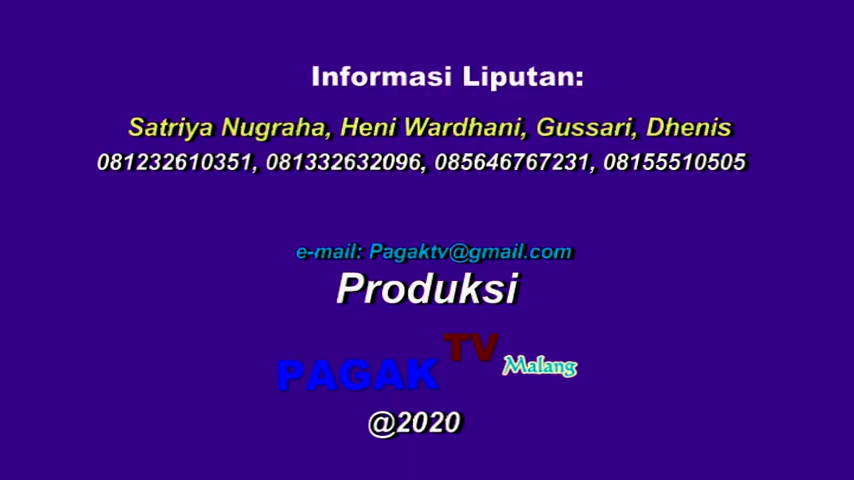 Informasi Liputan:
Satriya Nugraha, Heni Wardhani, Gussari, Dhenis
081232610351, 081332632096, 085646767231, 08155510505
e-mail: Pagaktv@gmail.com
Produksi
PAGAK TV Malang
@2020